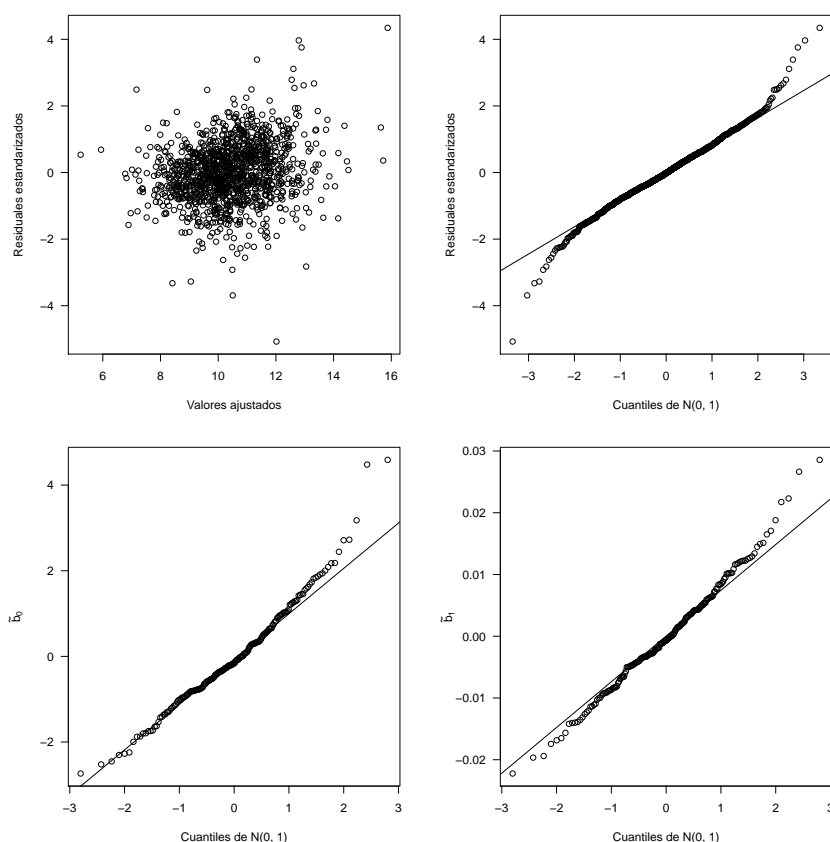 4
2
0
−2
−4
Residuales estandarizados
6 8 10 12 14 16
Valores ajustados
4
2
0
−2
−4
Residuales estandarizados
−3 −2 −1 0 1 2 3
Cuantiles de N(0, 1)
4
2
0
−2
b̃0
−3 −2 −1 0 1 2 3
Cuantiles de N(0, 1)
0.03
0.02
0.01
0.00
−0.01
−0.02
b̃1
−3 −2 −1 0 1 2 3
Cuantiles de N(0, 1)